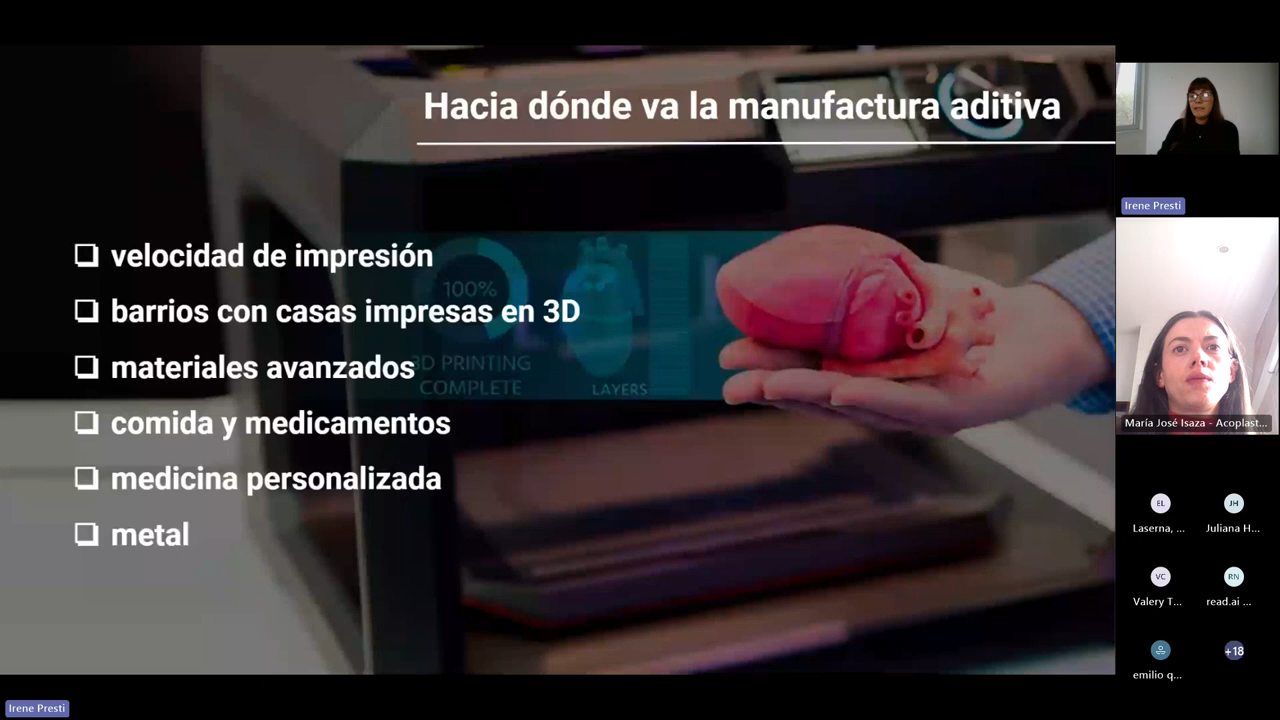 Hacia dónde va la manufactura aditiva
velocidad de impresión
barrios con casas impresas en 3D
materiales avanzados
comida y medicamentos
medicina personalizada
metal
100%
3D PRINTING
COMPLETE
LAYERS
Irene Presti
María José Isaza - Acoplast...
EL
Laserna, ...
JH
Juliana H...
VC
Valery T...
RN
read.ai ...
emilio q...
+18
Irene Presti